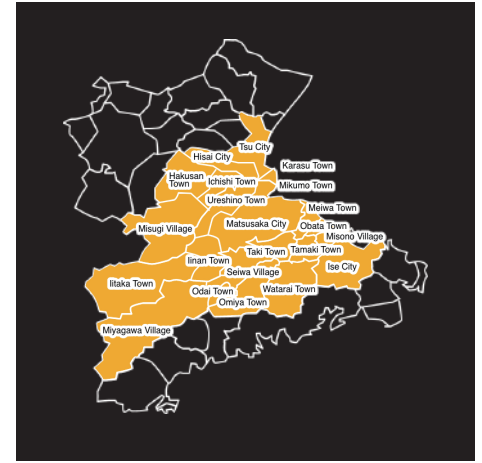 Tsu City
Hisai City
Karasu Town
Hakusan
Town
Ichishi Town
Mikumo Town
Ureshino Town
Meiwa Town
Matsusaka City
Obata Town
Misugi Village
Misono Village
Taki Town
Tamaki Town
Iinan Town
Ise City
Seiwa Village
Iitaka Town
Odai Town
Watarai Town
Omiya Town
Miyagawa Village